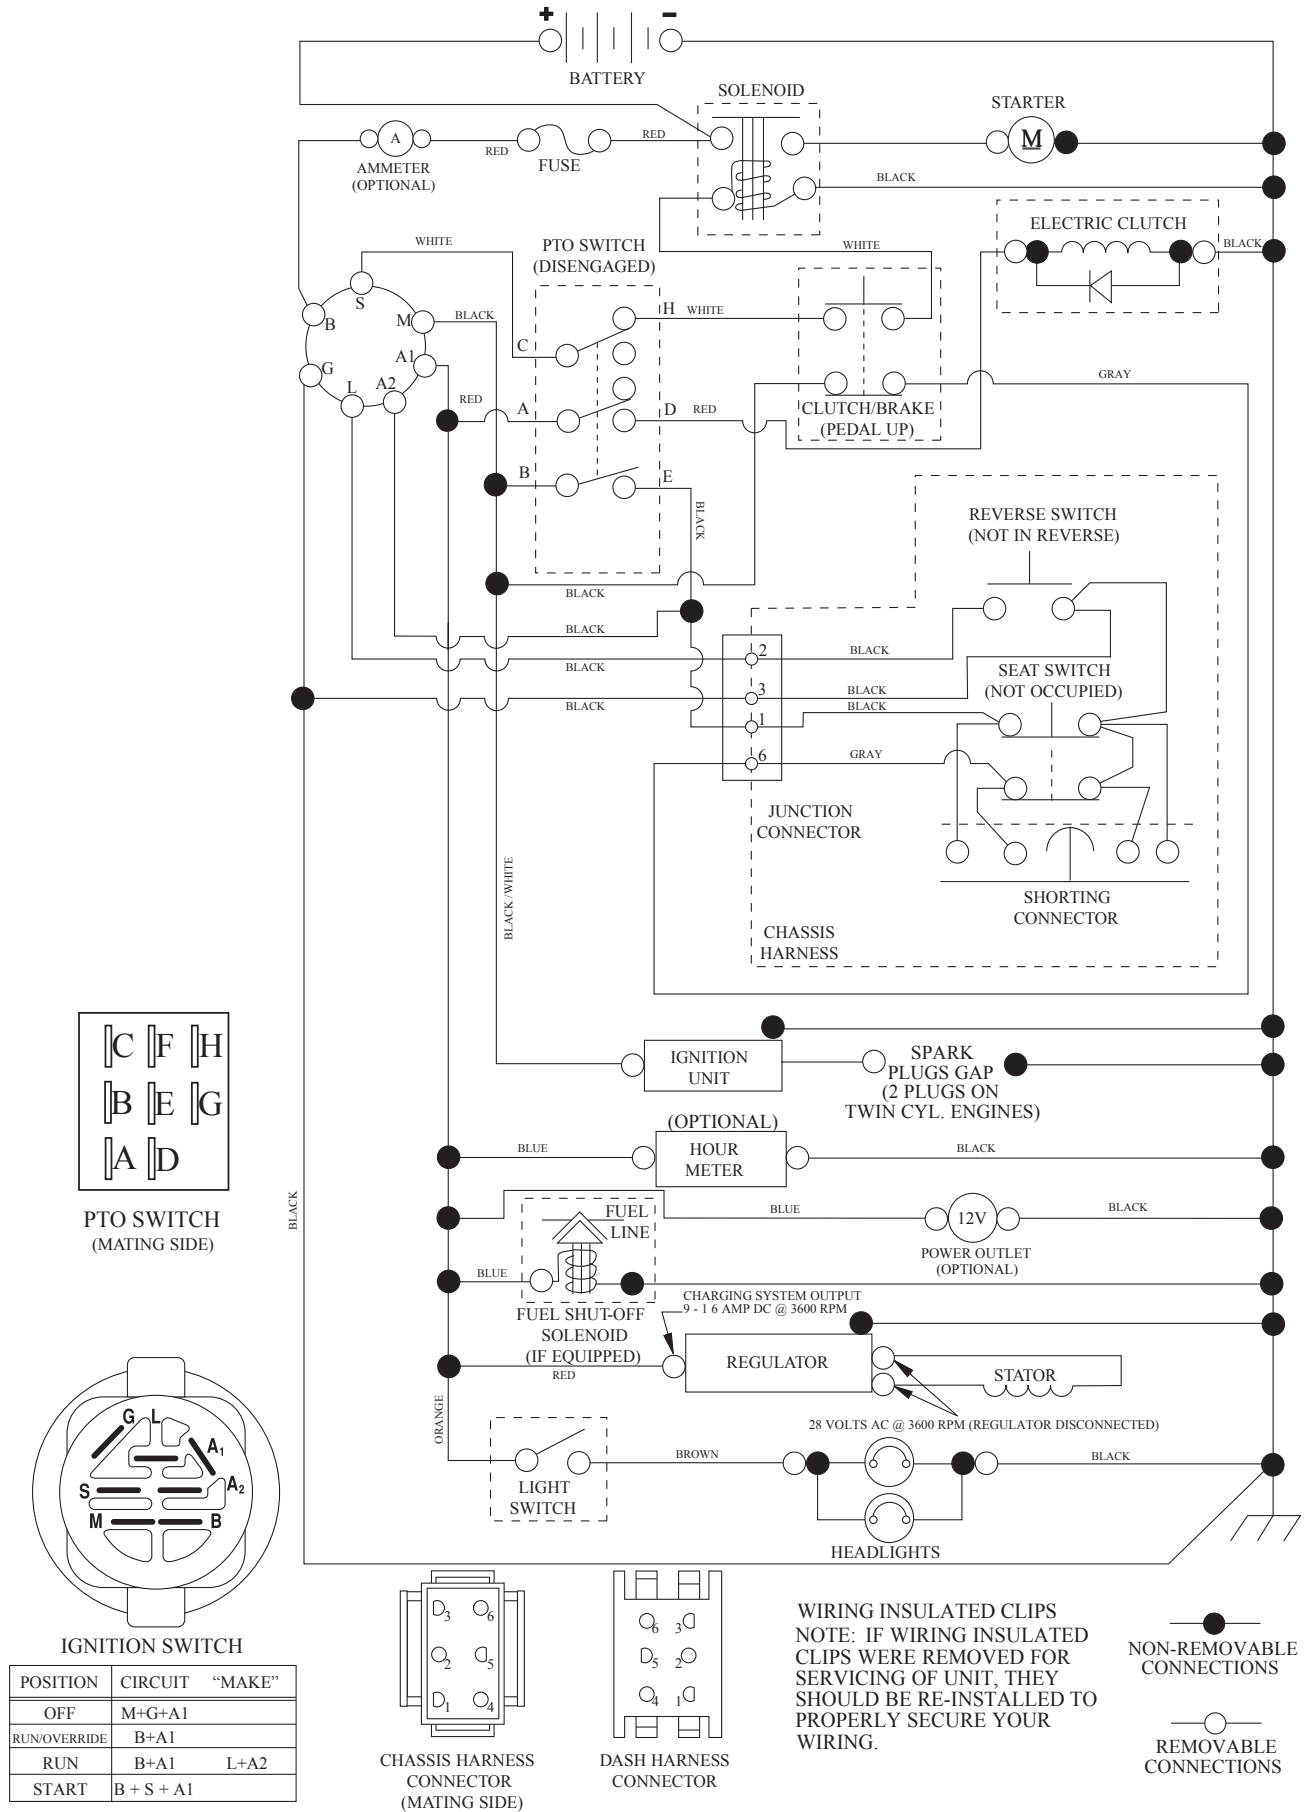 + −
BATTERY
SOLENOID
STARTER
M
A
AMMETER
(OPTIONAL)
RED
FUSE
RED
BLACK
ELECTRIC CLUTCH
BLACK
WHITE
PTO SWITCH
(DISENGAGED)
WHITE
S
B
M
BLACK
A1
G
L
A2
H
WHITE
C
RED
A
D
RED
CLUTCH/BRAKE
(PEDAL UP)
GRAY
B
E
BLACK
REVERSE SWITCH
(NOT IN REVERSE)
BLACK
BLACK
BLACK
2
BLACK
SEAT SWITCH
(NOT OCCUPIED)
3
BLACK
BLACK
BLACK
1
6
GRAY
JUNCTION
CONNECTOR
SHORTING
CONNECTOR
BLACK /WHITE
CHASSIS
HARNESS
C F H
B E G
A D
PTO SWITCH
(MATING SIDE)
IGNITION
UNIT
SPARK
PLUGS GAP
(2 PLUGS ON
TWIN CYL. ENGINES)
(OPTIONAL)
BLUE
HOUR
METER
BLACK
BLACK
FUEL
LINE
BLUE
12V
BLACK
POWER OUTLET
(OPTIONAL)
BLUE
FUEL SHUT-OFF
SOLENOID
(IF EQUIPPED)
CHARGING SYSTEM OUTPUT
9 - 1 6 AMP DC @ 3600 RPM
RED
REGULATOR
STATOR
28 VOLTS AC @ 3600 RPM (REGULATOR DISCONNECTED)
ORANGE
BROWN
BLACK
LIGHT
SWITCH
HEADLIGHTS
G L
A1
S
A2
M B
IGNITION SWITCH
POSITION CIRCUIT “MAKE”
OFF M+G+A1
RUN/OVERRIDE B+A1
RUN B+A1 L+A2
START B + S + A1
3 6
2 5
1 4
CHASSIS HARNESS
CONNECTOR
(MATING SIDE)
6 3
5 2
4 1
DASH HARNESS
CONNECTOR
WIRING INSULATED CLIPS
NOTE: IF WIRING INSULATED
CLIPS WERE REMOVED FOR
SERVICING OF UNIT, THEY
SHOULD BE RE-INSTALLED TO
PROPERLY SECURE YOUR
WIRING.
NON-REMOVABLE
CONNECTIONS
REMOVABLE
CONNECTIONS